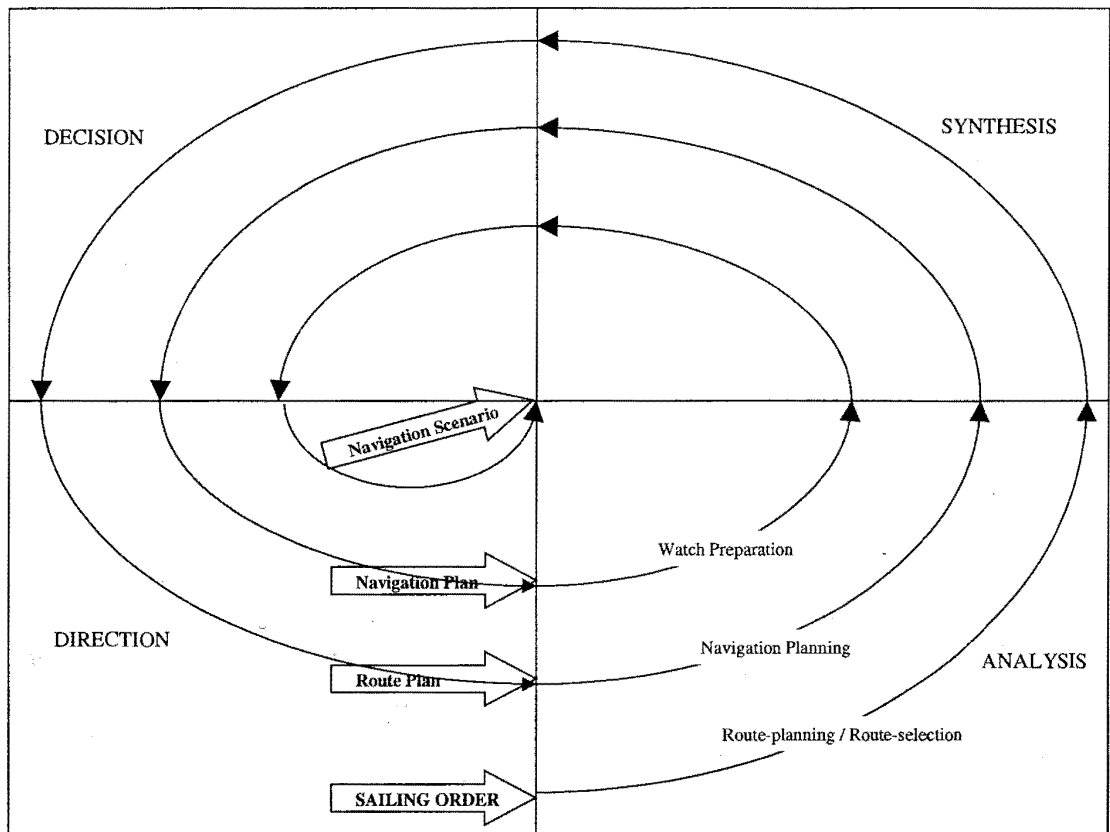 DECISION
SYNTHESIS
Navigation Scenario
Watch Preparation
Navigation Plan
DIRECTION
Navigation Planning
ANALYSIS
Route Plan
Route-planning / Route-selection
SAILING ORDER